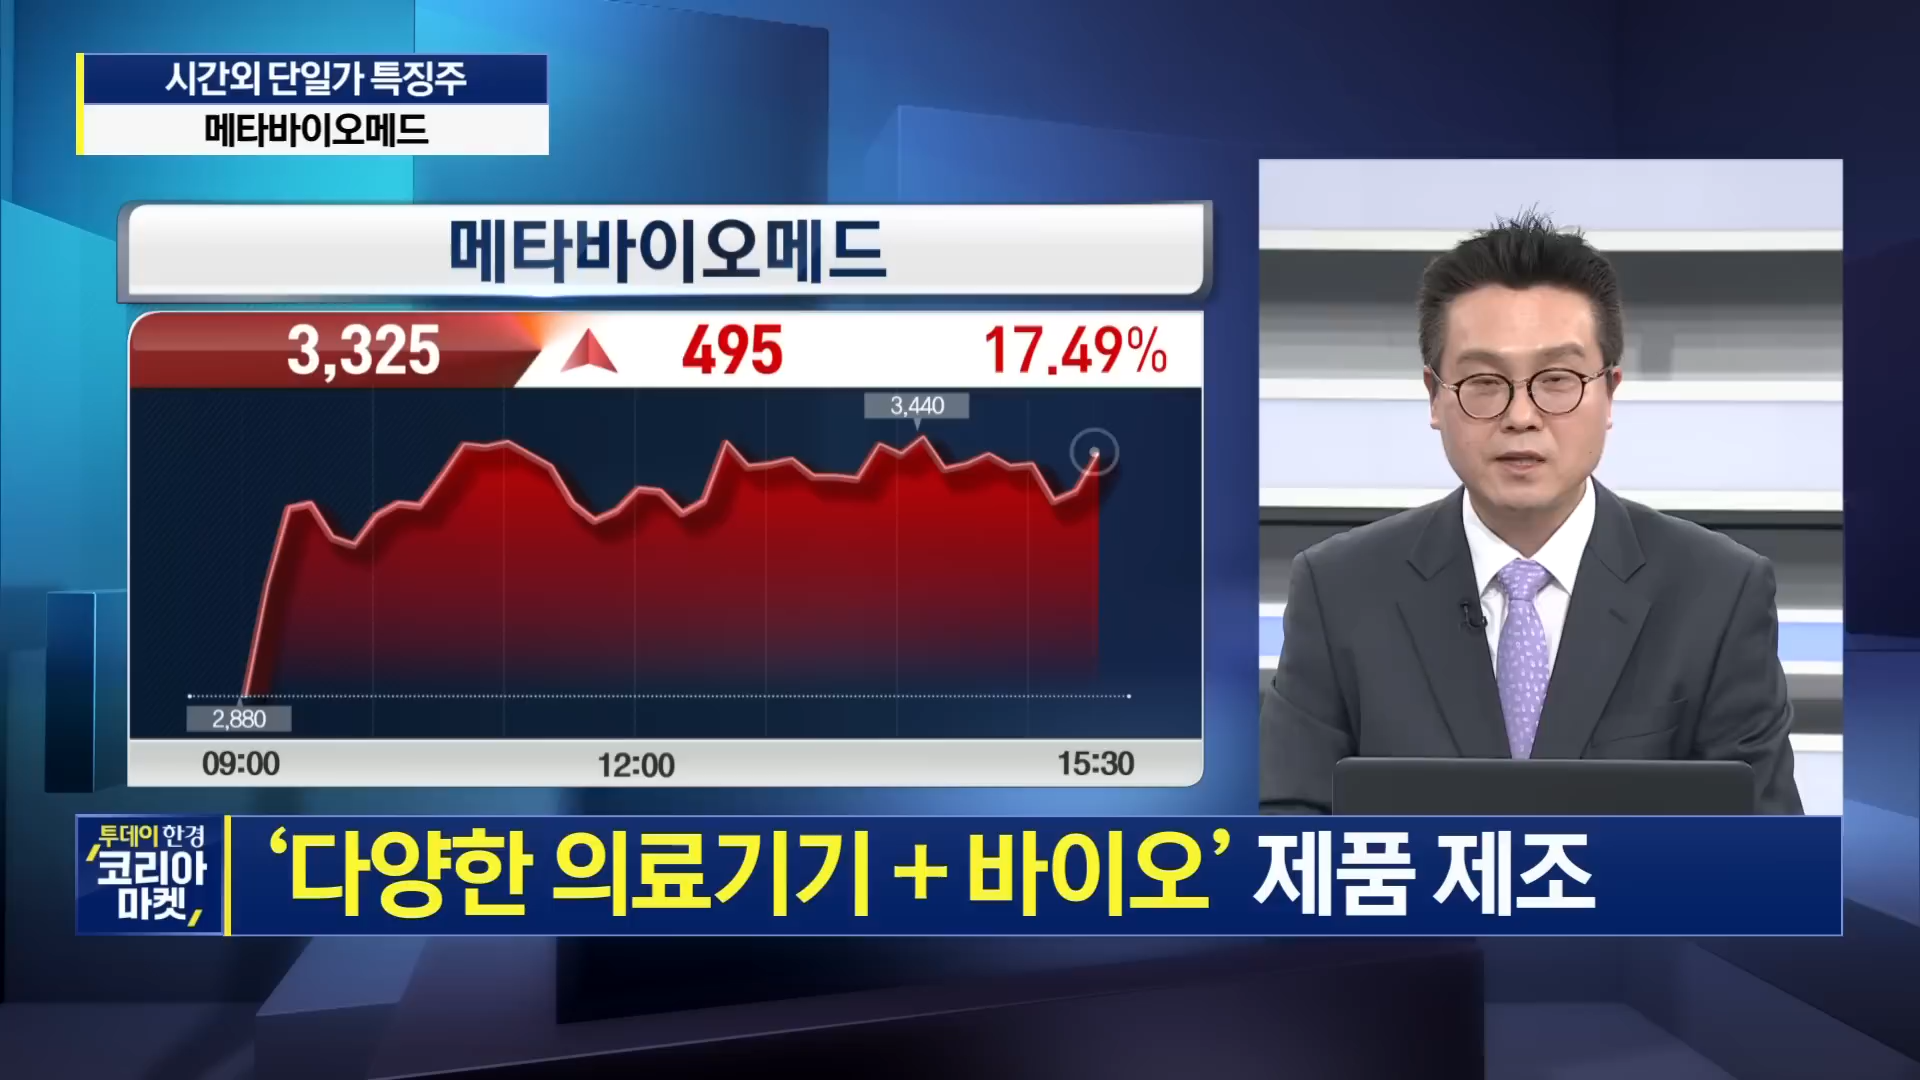 시간외 단일가 특징주
메타바이오메드
메타바이오메드
3,325 ▲ 495 17.49%
3,440
2,880
09:00 12:00 15:30
투데이 한경
코리아
마켓
‘다양한 의료기기 + 바이오’ 제품 제조